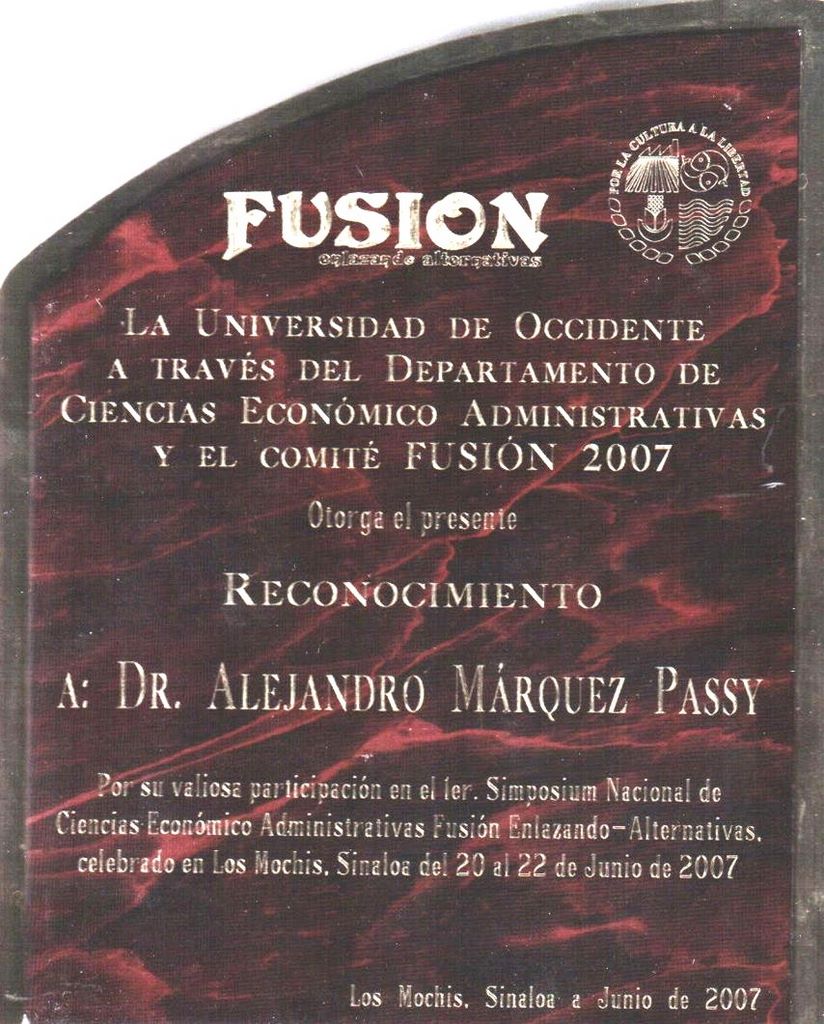 POR LA CULTURA A LA LIBERTAD
FUSION
enlazando alternativas
LA UNIVERSIDAD DE OCCIDENTE
A TRAVÉS DEL DEPARTAMENTO DE
CIENCIAS ECONÓMICO ADMINISTRATIVAS
Y EL COMITÉ FUSIÓN 2007
Otorga el presente
RECONOCIMIENTO
A: DR. ALEJANDRO MÁRQUEZ PASSY
Por su valiosa participación en el 1er. Simposium Nacional de
Ciencias Económico Administrativas Fusión Enlazando-Alternativas,
celebrado en Los Mochis, Sinaloa del 20 al 22 de Junio de 2007
Los Mochis, Sinaloa a Junio de 2007